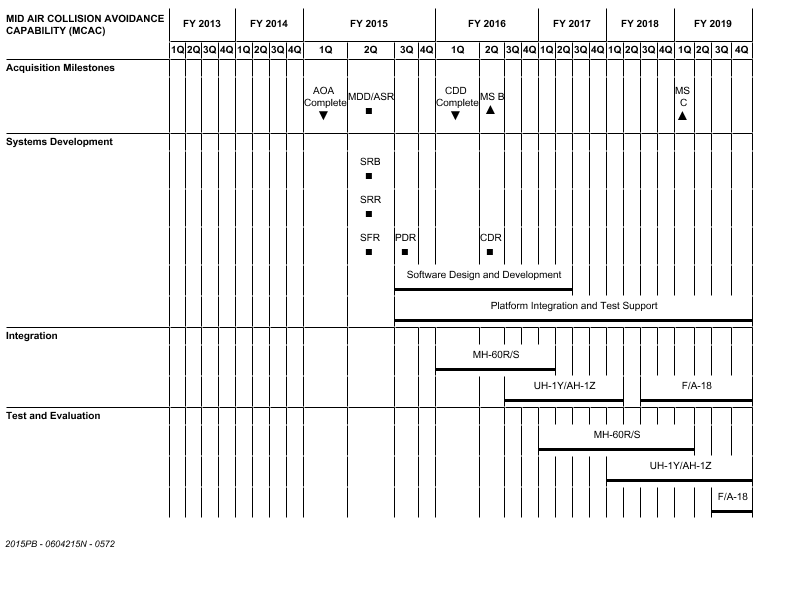 MID AIR COLLISION AVOIDANCE
CAPABILITY (MCAC)
FY 2013 FY 2014 FY 2015 FY 2016 FY 2017 FY 2018 FY 2019
1Q 2Q 3Q 4Q 1Q 2Q 3Q 4Q 1Q 2Q 3Q 4Q 1Q 2Q 3Q 4Q 1Q 2Q 3Q 4Q 1Q 2Q 3Q 4Q 1Q 2Q 3Q 4Q
Acquisition Milestones
AOA
Complete
MDD/ASR
CDD
Complete
MS B
MS
C
Systems Development
SRB
SRR
SFR PDR CDR
Software Design and Development
Platform Integration and Test Support
Integration
MH-60R/S
UH-1Y/AH-1Z F/A-18
Test and Evaluation
MH-60R/S
UH-1Y/AH-1Z
F/A-18
2015PB - 0604215N - 0572